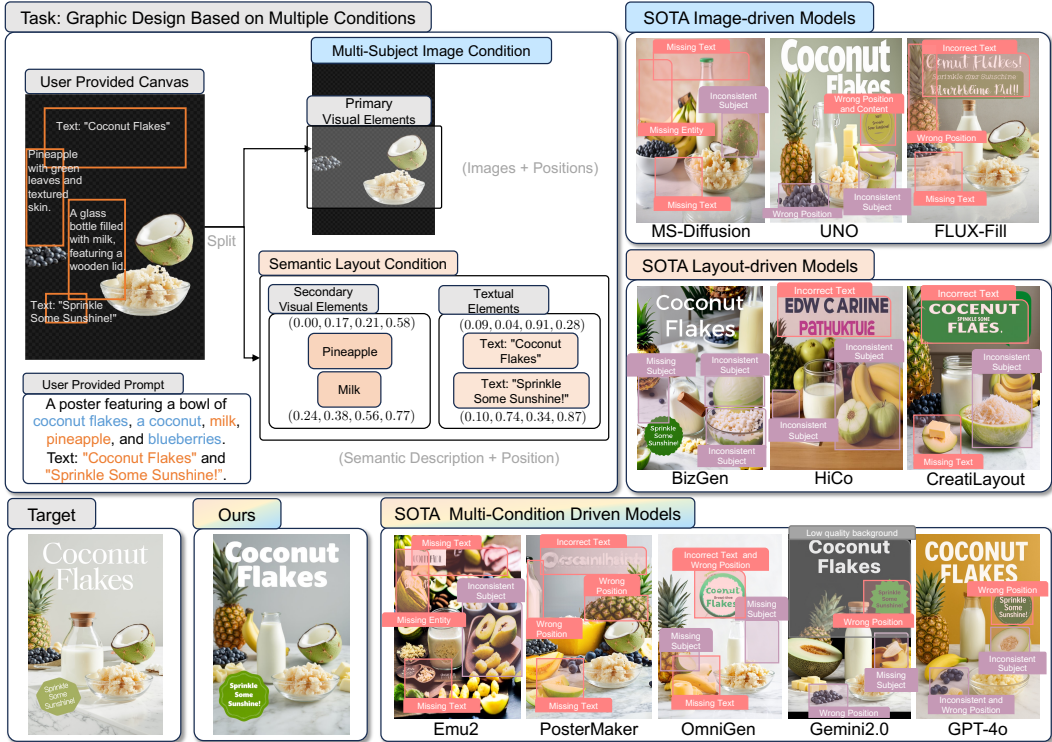 Task: Graphic Design Based on Multiple Conditions
User Provided Canvas
Text: "Coconut Flakes"
Pineapple
with green
leaves and
textured
skin.
A glass
bottle filled
with milk,
featuring a
wooden lid
Text: "Sprinkle
Some Sunshine!"
Split
User Provided Prompt
A poster featuring a bowl of
coconut flakes, a coconut, milk,
pineapple, and blueberries.
Text: "Coconut Flakes" and
"Sprinkle Some Sunshine!".
Multi-Subject Image Condition
Primary
Visual Elements
(Images + Positions)
Semantic Layout Condition
Secondary
Visual Elements
(0.00, 0.17, 0.21, 0.58)
Pineapple
Milk
(0.24, 0.38, 0.56, 0.77)
Textual
Elements
(0.09, 0.04, 0.91, 0.28)
Text: "Coconut
Flakes"
Text: "Sprinkle
Some Sunshine!"
(0.10, 0.74, 0.34, 0.87)
(Semantic Description + Position)
SOTA Image-driven Models
Missing Text
Inconsistent
Subject
Missing Entity
Missing Text
MS-Diffusion
Coconut
Flakes
Wrong Position
and Content
Inconsistent
Subject
Wrong Position
UNO
Incorrect Text
Wrong Position
Missing Text
FLUX-Fill
SOTA Layout-driven Models
Coconut
Flakes
Missing
Subject
Inconsistent
Subject
Sprinkle
Some
Sunshine!
Inconsistent
Subject
BizGen
Incorrect Text
EDW CARIINE
PATHUKTUIE
Inconsistent
Subject
Inconsistent
Subject
HiCo
Incorrect Text
COCENUT
SPRINKLE SOME
FLAES.
Inconsistent
Subject
Missing Text
CreatiLayout
Target
Coconut
Flakes
Sprinkle
Some
Sunshine!
Ours
Coconut
Flakes
Sprinkle
Some
Sunshine!
SOTA  Multi-Condition Driven Models
Missing Text
Inconsistent
Subject
Missing Entity
Missing Text
Emu2
Incorrect Text
Wrong
Position
Wrong
Position
Missing Text
PosterMaker
Incorrect Text and
Wrong Position
Coconut
Flakes
Missing
Subject
Missing
Subject
Missing Text
OmniGen
Low quality background
Coconut
Flakes
Sprinkle
Some
Sunshine!
Wrong Position
Missing
Subject
Wrong Position
Gemini2.0
COCONUT
FLAKES
Wrong Position
Sprinkle
Some
Sunshine!
Inconsistent
Subject
Inconsistent and
Wrong Position
GPT-4o